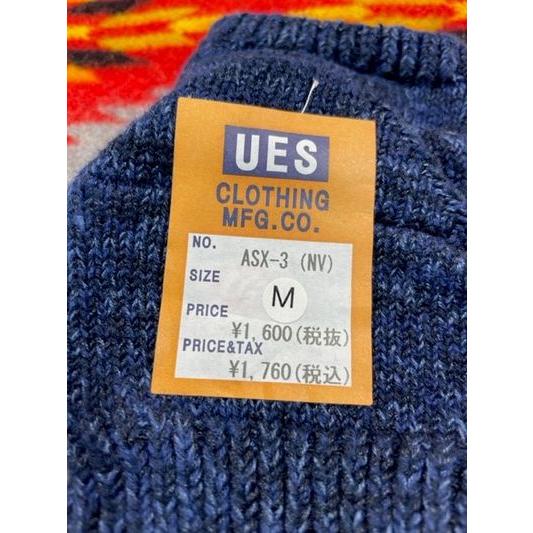 UES
CLOTHING
MFG.CO.
NO.
ASX-3 (NV)
SIZE
M
PRICE
¥1,600(税抜)
PRICE&TAX
¥1,760(税込)